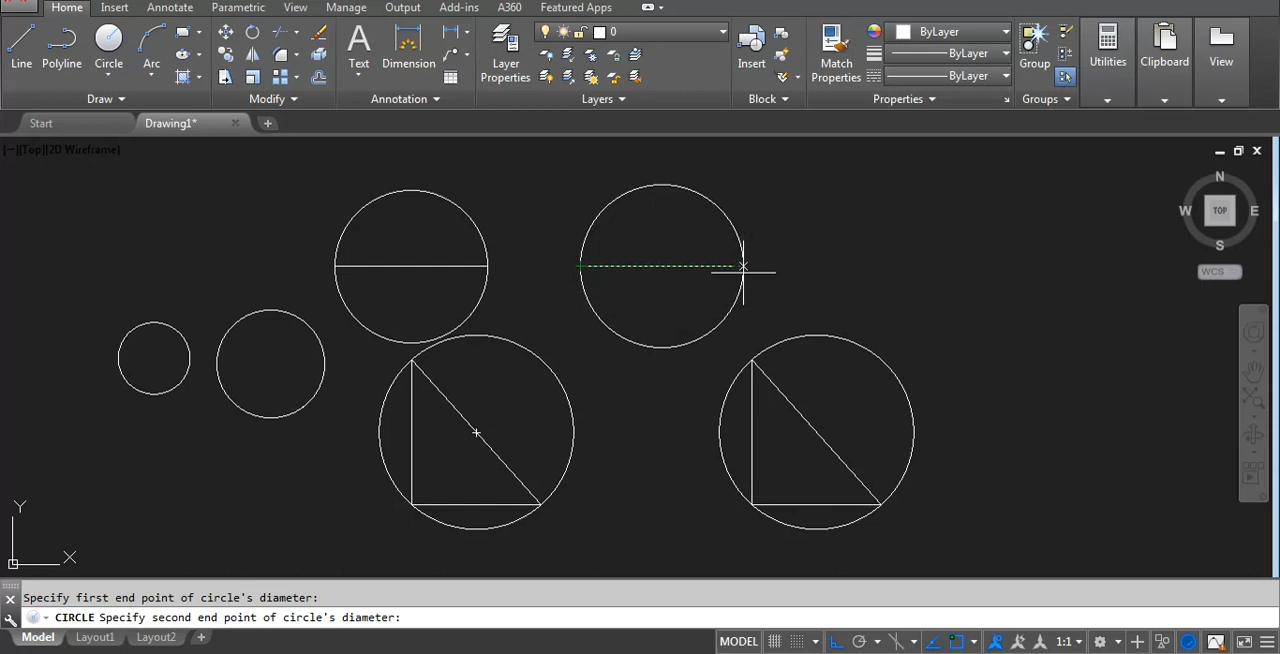 Home Insert Annotate Parametric View Manage Output Add-ins A360 Featured Apps
Line Polyline Circle Arc Text Dimension Layer Properties 0 Insert Match Properties ByLayer ByLayer ByLayer Group Utilities Clipboard View
Draw Modify Annotation Layers Block Properties Groups
Start Drawing1*
[−][Top][2D Wireframe]
N
W TOP E
S
WCS
Y
X
Specify first end point of circle's diameter:
CIRCLE Specify second end point of circle's diameter:
Model Layout1 Layout2 + MODEL 1:1